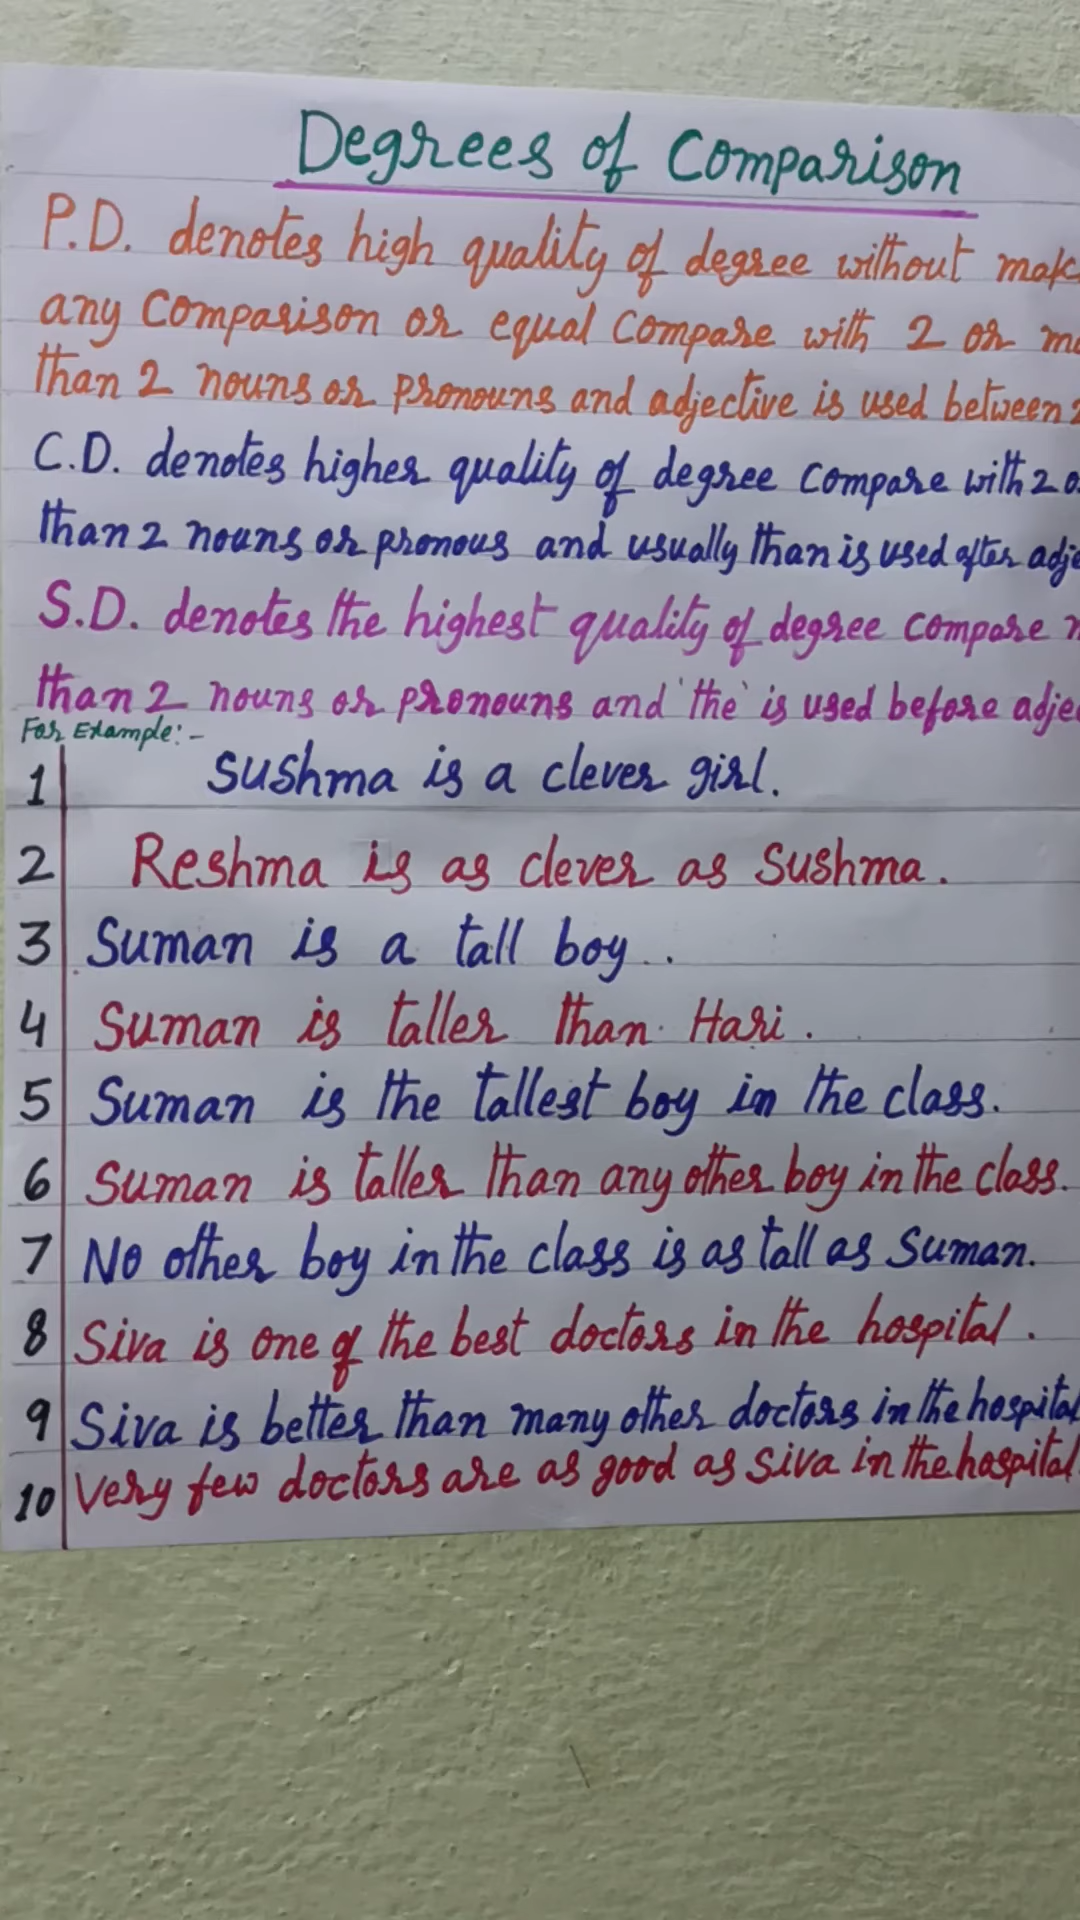 Degrees of Comparison
P.D. denotes high quality of degree without mak
any Comparison or equal Compare with 2 or
than 2 nouns or pronouns and adjective is used between
C.D. denotes higher quality of degree compare with 2
than 2 nouns or pronous and usually than is used after adje
S.D. denotes the highest quality of degree compare
than 2 nouns or pronouns and 'the' is used before adje
For Example:-
1 Sushma is a clever girl.
2 Reshma is as clever as Sushma.
3 Suman is a tall boy..
4 Suman is taller than Hari.
5 Suman is the tallest boy in the class.
6 Suman is taller than any other boy in the class.
7 No other boy in the class is as tall as Suman.
8 Siva is one of the best doctors in the hospital.
9 Siva is better than many other doctors in the hospital
10 Very few doctors are as good as Siva in the hospital